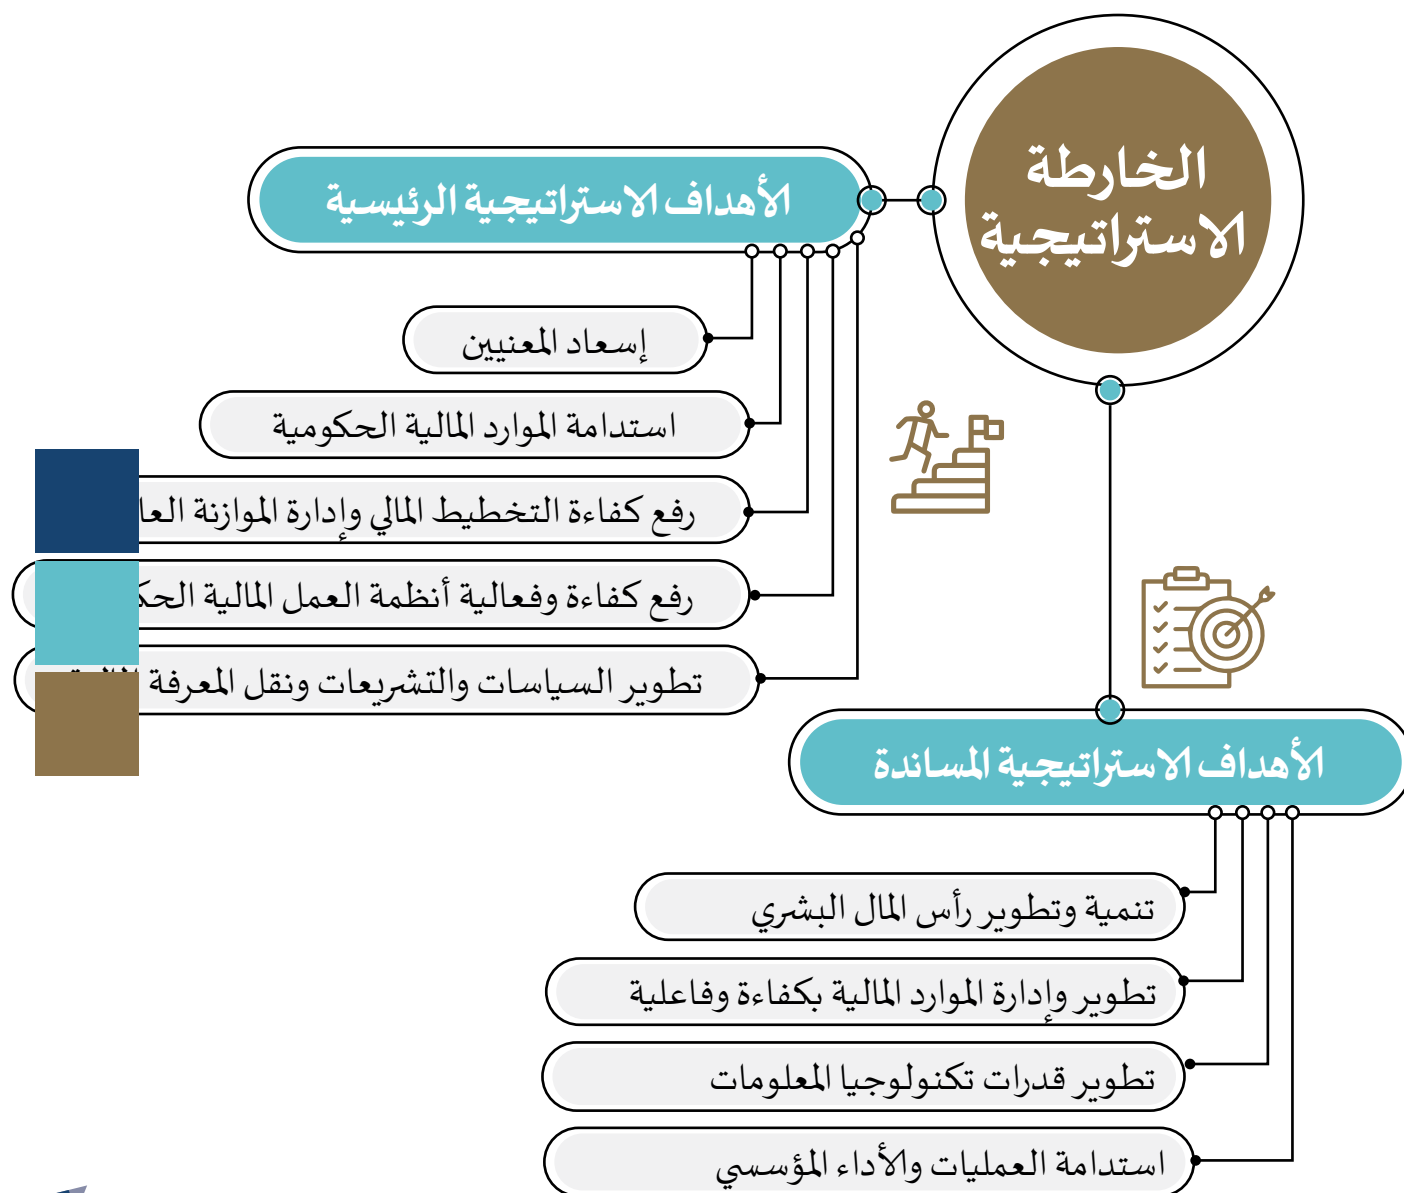 الخارطة
الاستراتيجية
الأهداف الاستراتيجية الرئيسية
إسعاد المعنيين
استدامة الموارد المالية الحكومية
رفع كفاءة التخطيط المالي وإدارة الموازنة
رفع كفاءة وفعالية أنظمة العمل المالية
تطوير السياسات والتشريعات ونقل المعرفة
الأهداف الاستراتيجية المساندة
تنمية وتطوير رأس المال البشري
تطوير وإدارة الموارد المالية بكفاءة وفاعلية
تطوير قدرات تكنولوجيا المعلومات
استدامة العمليات والأداء المؤسسي